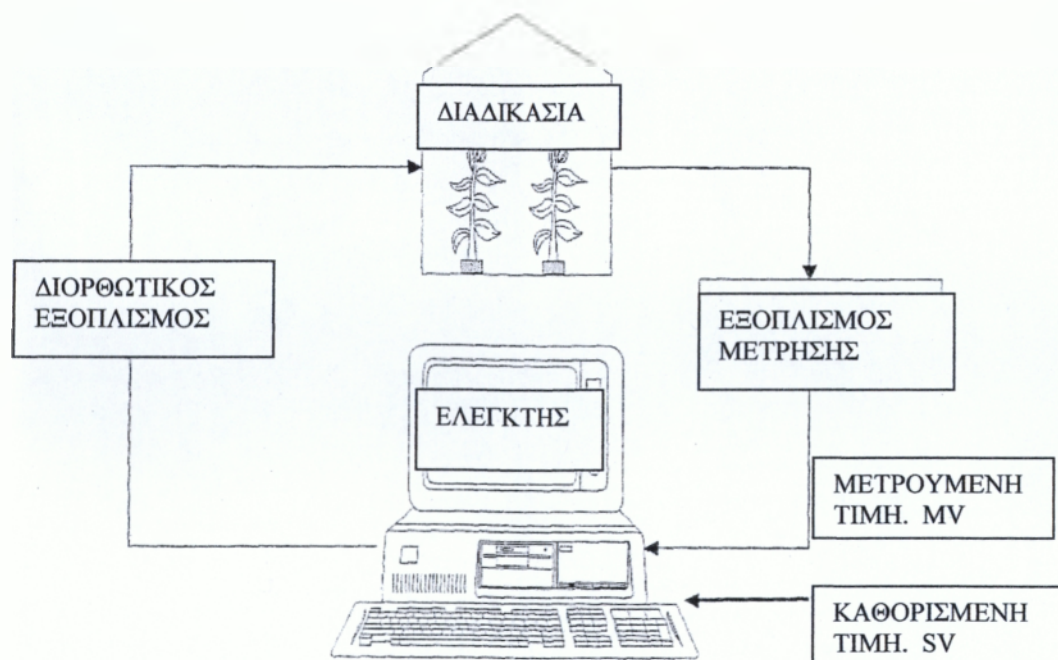 ΔΙΑΔΙΚΑΣΙΑ
ΔΙΟΡΘΩΤΙΚΟΣ
ΕΞΟΠΛΙΣΜΟΣ
ΕΞΟΠΛΙΣΜΟΣ
ΜΕΤΡΗΣΗΣ
ΕΛΕΓΚΤΗΣ
ΜΕΤΡΟΥΜΕΝΗ
ΤΙΜΗ. MV
ΚΑΘΟΡΙΣΜΕΝΗ
ΤΙΜΗ. SV